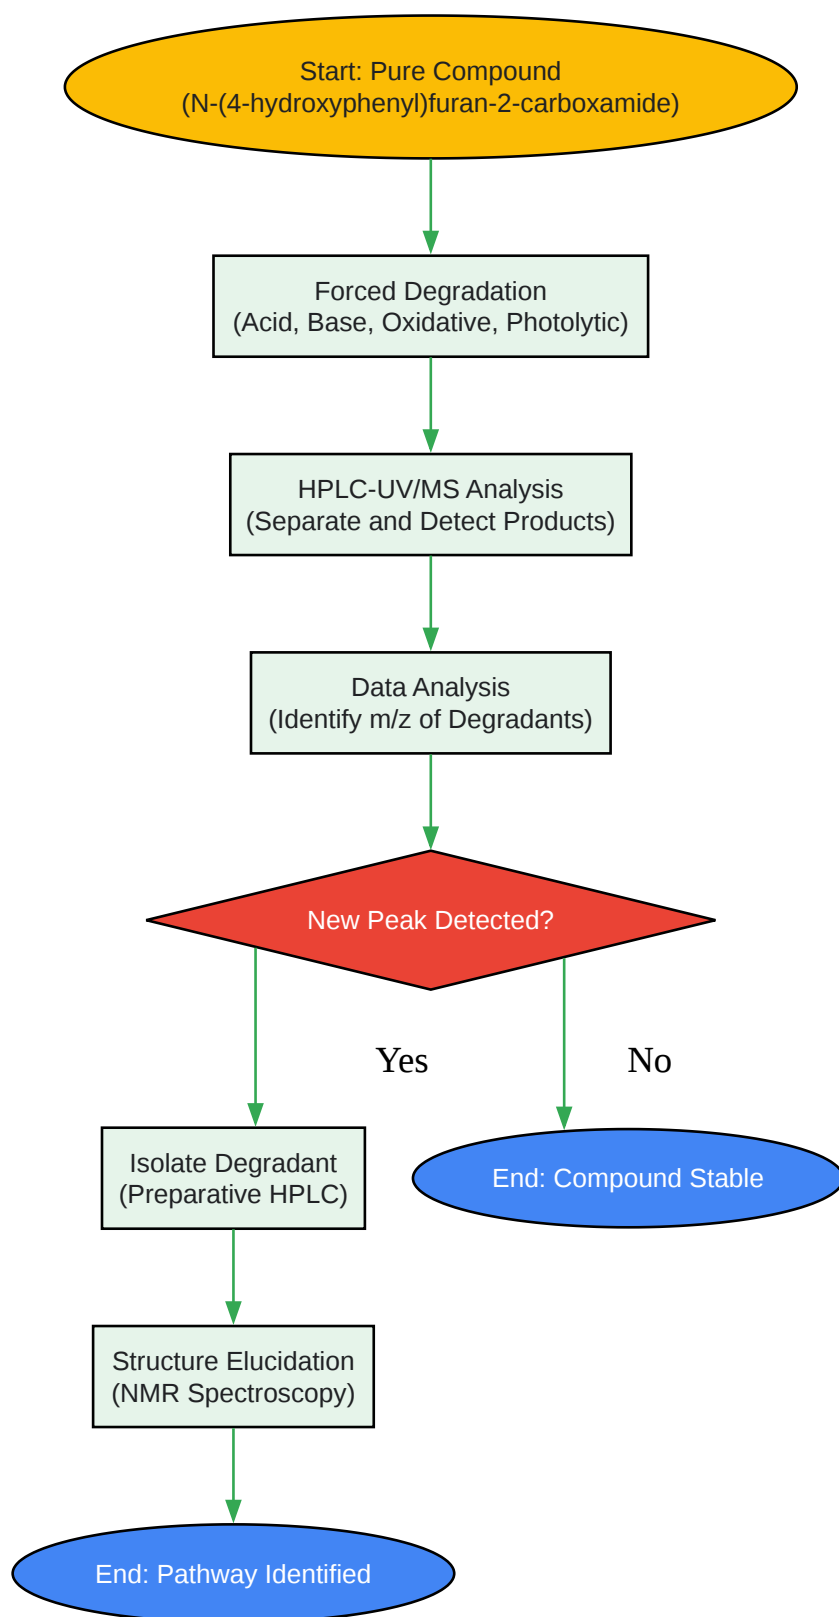 Start: Pure Compound
(N-(4-hydroxyphenyl)furan-2-carboxamide)
Forced Degradation
(Acid, Base, Oxidative, Photolytic)
HPLC-UV/MS Analysis
(Separate and Detect Products)
Data Analysis
(Identify m/z of Degradants)
New Peak Detected?
Yes
No
Isolate Degradant
(Preparative HPLC)
End: Compound Stable
Structure Elucidation
(NMR Spectroscopy)
End: Pathway Identified